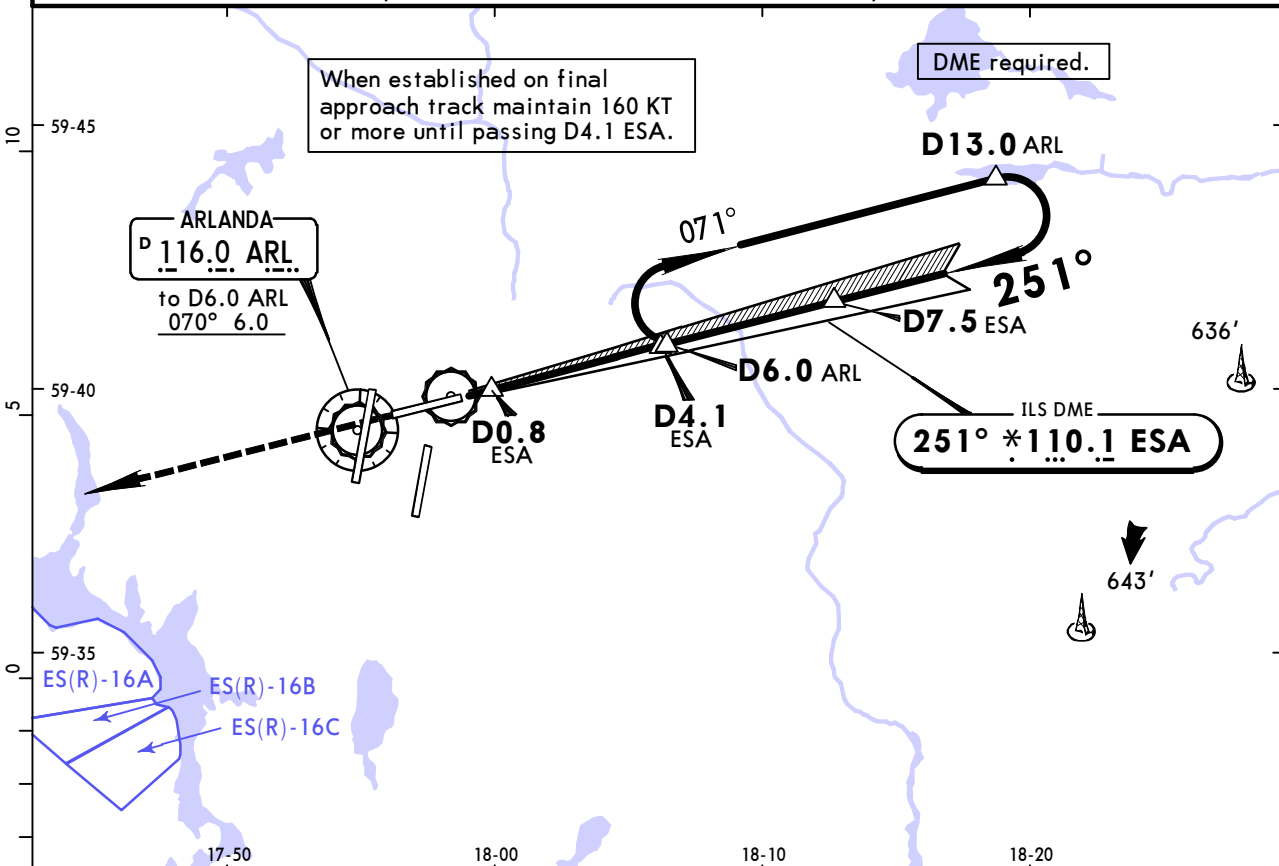 When established on final
approach track maintain 160 KT
or more until passing D4.1 ESA.
DME required.
10
59-45
D13.0 ARL
ARLANDA
D 116.0 ARL
to D6.0 ARL
070° 6.0
071°
251°
D7.5 ESA
636'
5
59-40
D6.0 ARL
D0.8
ESA
D4.1
ESA
ILS DME
251° *110.1 ESA
643'
0
59-35
ES(R)-16A
ES(R)-16B
ES(R)-16C
17-50
18-00
18-10
18-20